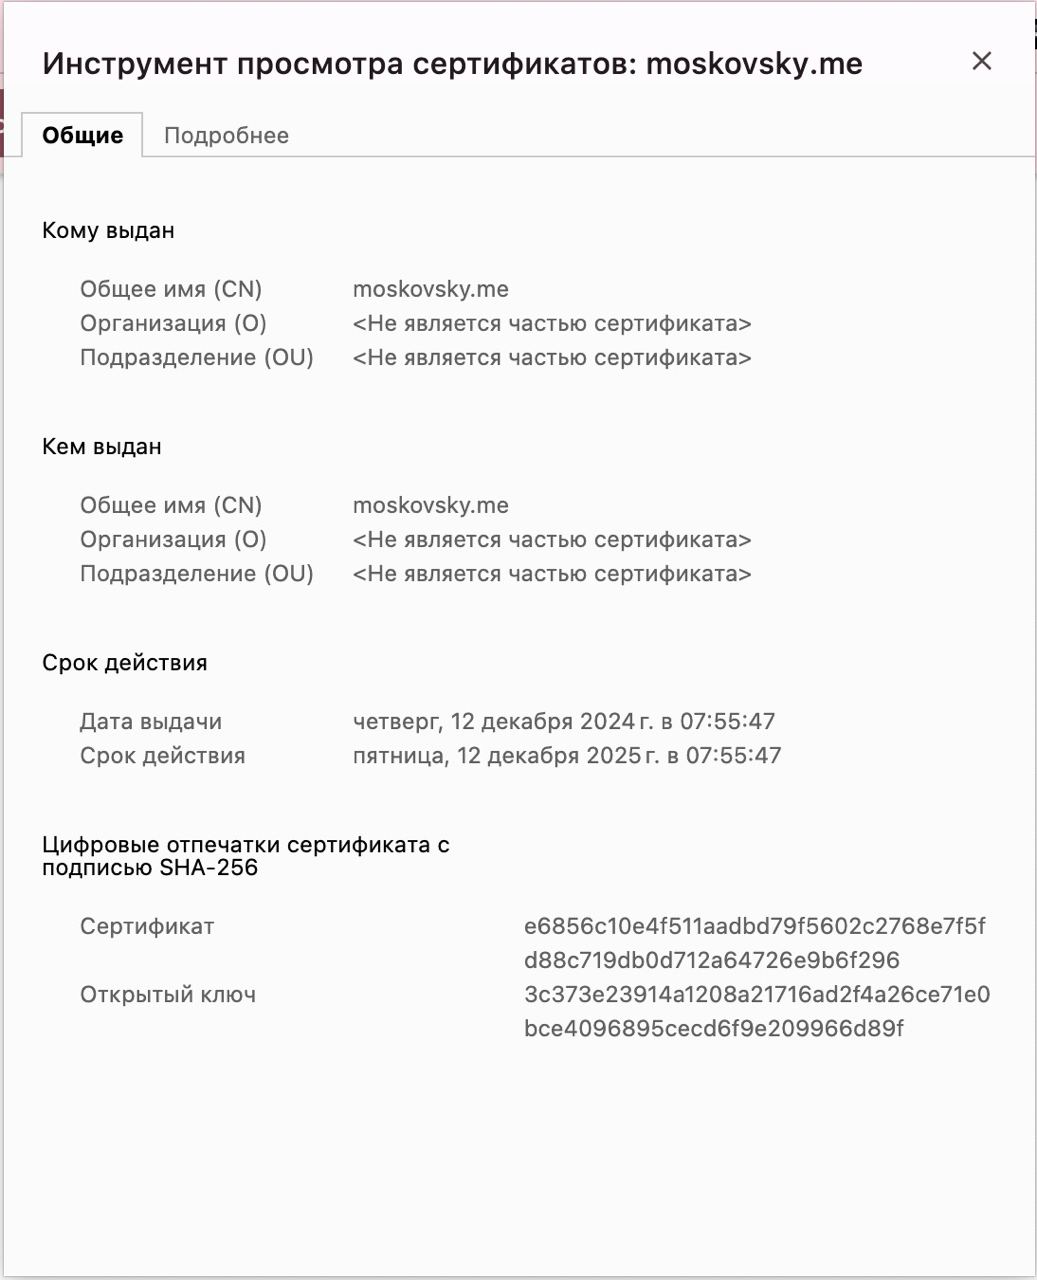 Инструмент просмотра сертификатов: moskovsky.me
Общие Подробнее
Кому выдан
Общее имя (CN) moskovsky.me
Организация (O) <Не является частью сертификата>
Подразделение (OU) <Не является частью сертификата>
Кем выдан
Общее имя (CN) moskovsky.me
Организация (O) <Не является частью сертификата>
Подразделение (OU) <Не является частью сертификата>
Срок действия
Дата выдачи четверг, 12 декабря 2024 г. в 07:55:47
Срок действия пятница, 12 декабря 2025 г. в 07:55:47
Цифровые отпечатки сертификата с
подписью SHA-256
Сертификат e6856c10e4f511aadbd79f5602c2768e7f5f
d88c719db0d712a64726e9b6f296
Открытый ключ 3c373e23914a1208a21716ad2f4a26ce71e0
bce4096895cecd6f9e209966d89f